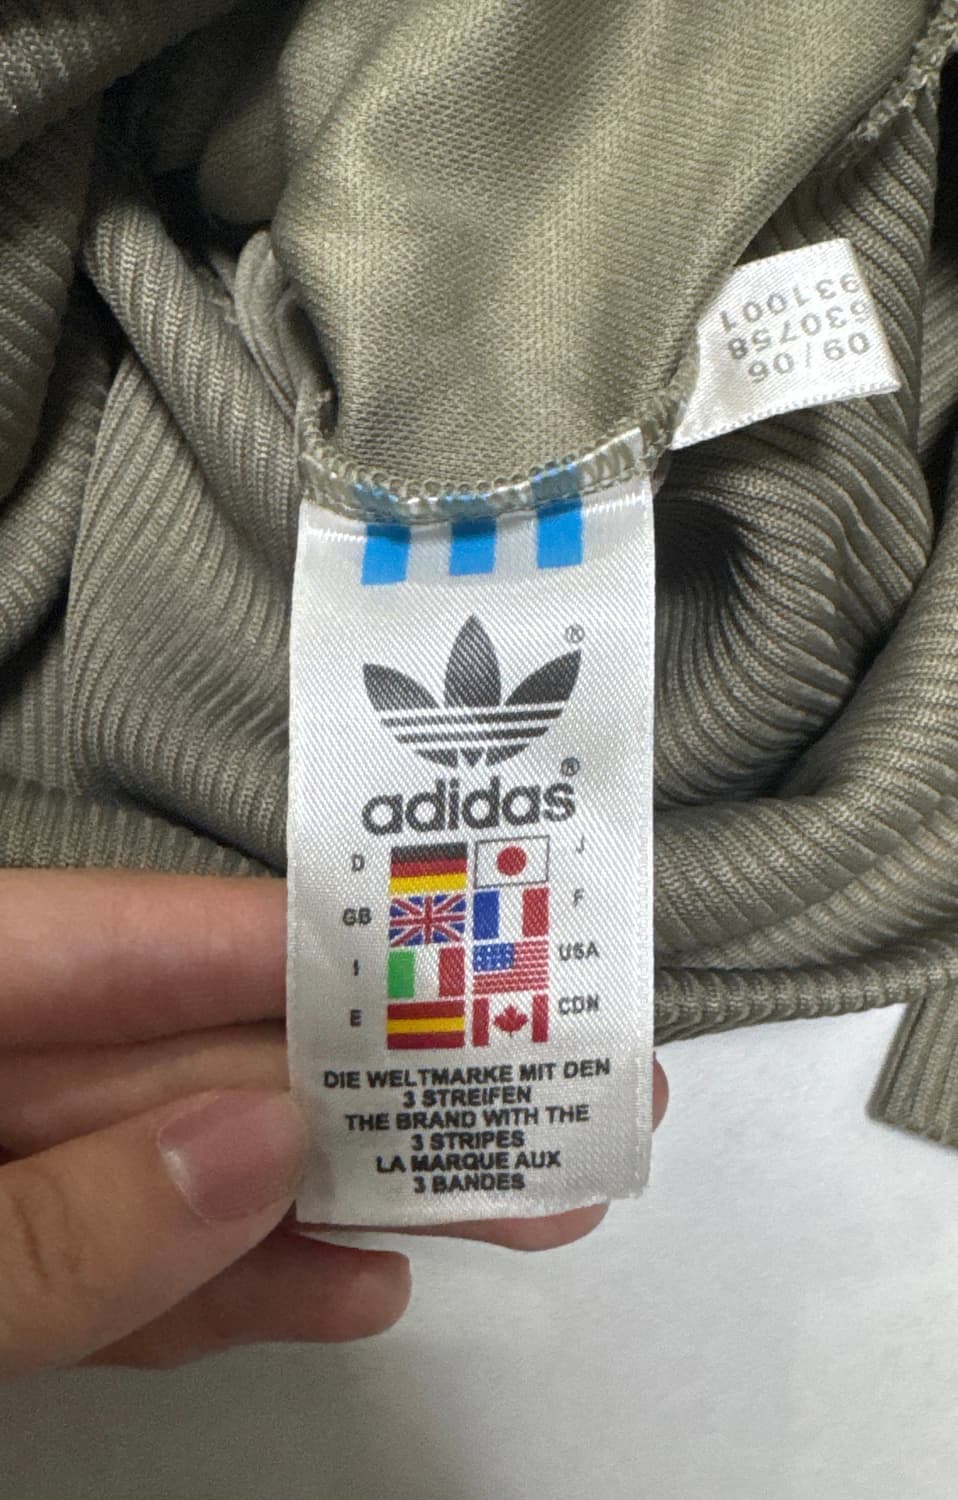 09/06
630758
931001
®
adidas®
D
J
GB
F
I
USA
E
CDN
DIE WELTMARKE MIT DEN
3 STREIFEN
THE BRAND WITH THE
3 STRIPES
LA MARQUE AUX
3 BANDES